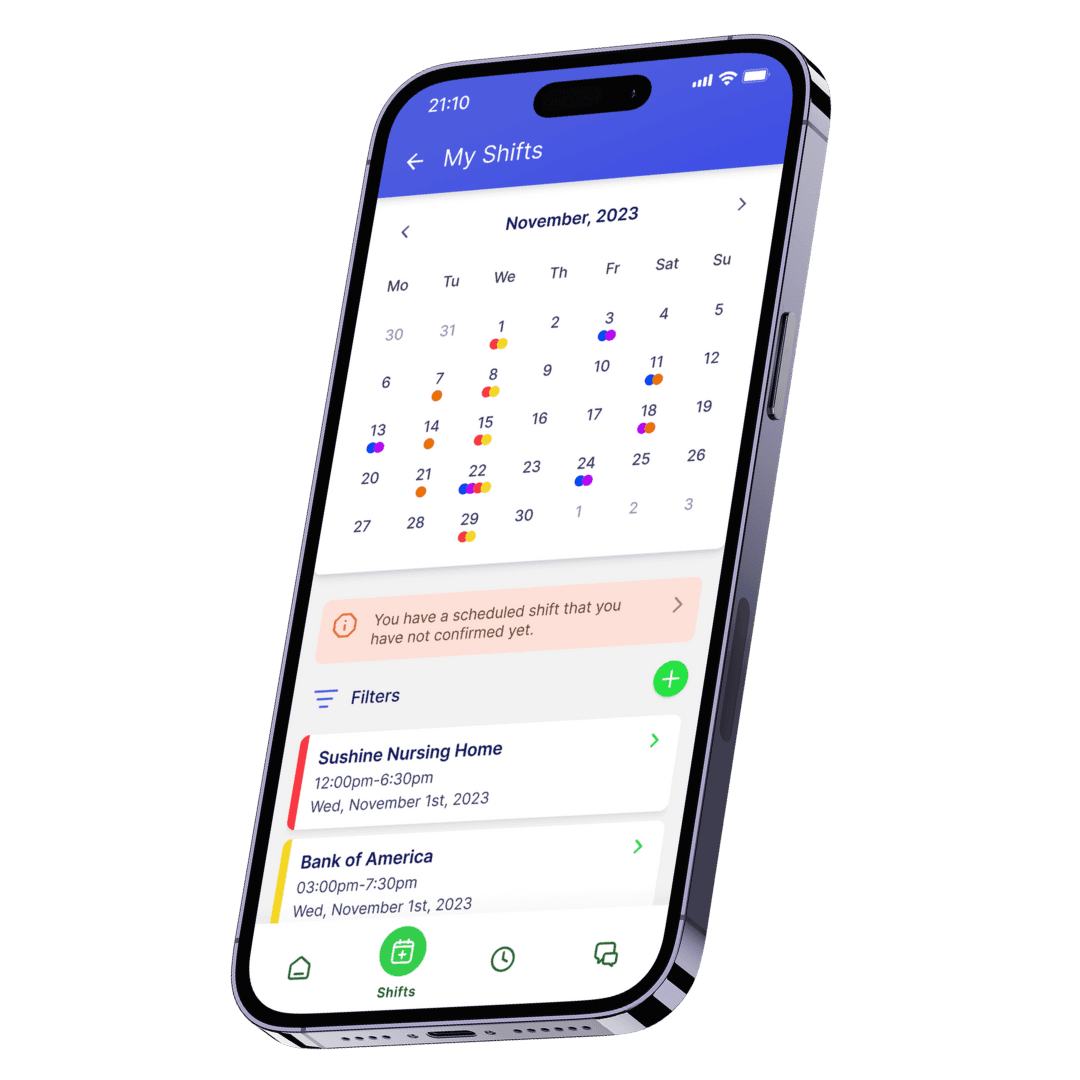 21:10
My Shifts
November, 2023
Mo Tu We Th Fr Sat Su
30 31 1 2 3 4 5
6 7 8 9 10 11 12
13 14 15 16 17 18 19
20 21 22 23 24 25 26
27 28 29 30 1 2 3
You have a scheduled shift that you
have not confirmed yet.
Filters
Sushine Nursing Home
12:00pm-6:30pm
Wed, November 1st, 2023
Bank of America
03:00pm-7:30pm
Wed, November 1st, 2023
Shifts